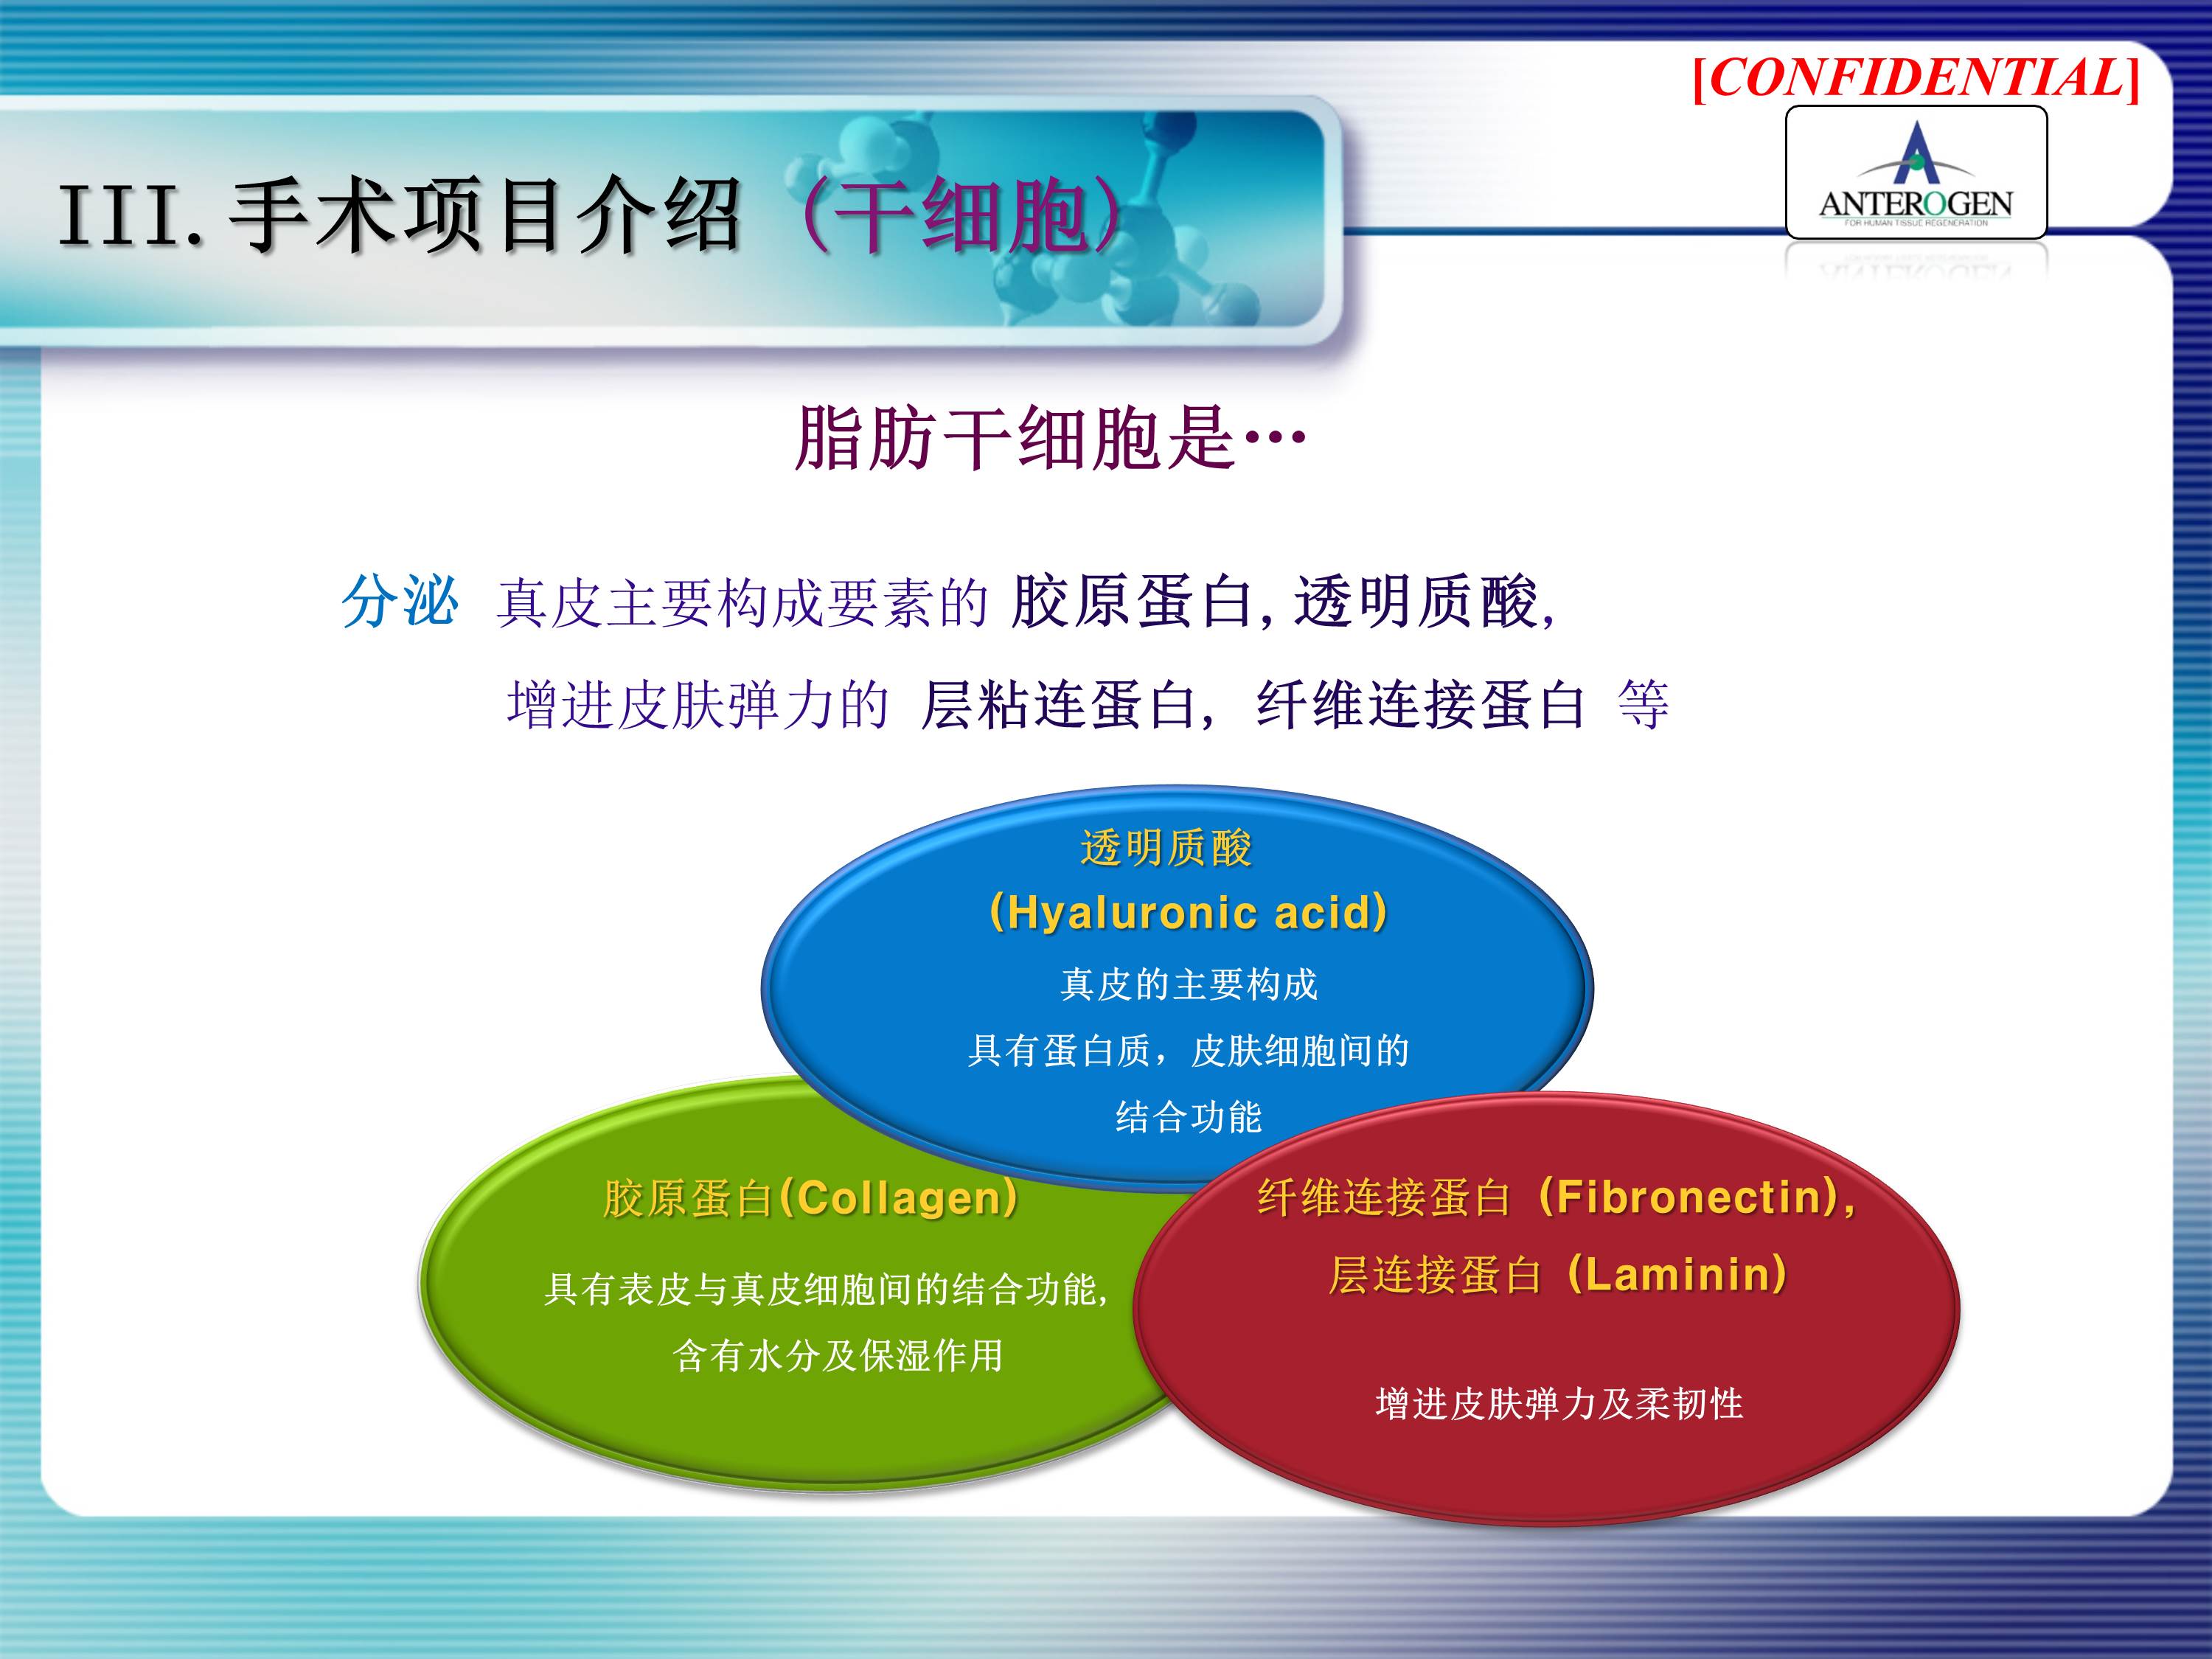 [CONFIDENTIAL]
ANTEROGEN
FOR HUMAN TISSUE REGENERATION
III.手术项目介绍 (干细胞)
脂肪干细胞是…
分泌 真皮主要构成要素的 胶原蛋白, 透明质酸,
增进皮肤弹力的 层粘连蛋白, 纤维连接蛋白 等
透明质酸
(Hyaluronic acid)
真皮的主要构成
具有蛋白质，皮肤细胞间的
结合功能
胶原蛋白(Collagen)
具有表皮与真皮细胞间的结合功能,
含有水分及保湿作用
纤维连接蛋白 (Fibronectin),
层连接蛋白 (Laminin)
增进皮肤弹力及柔韧性